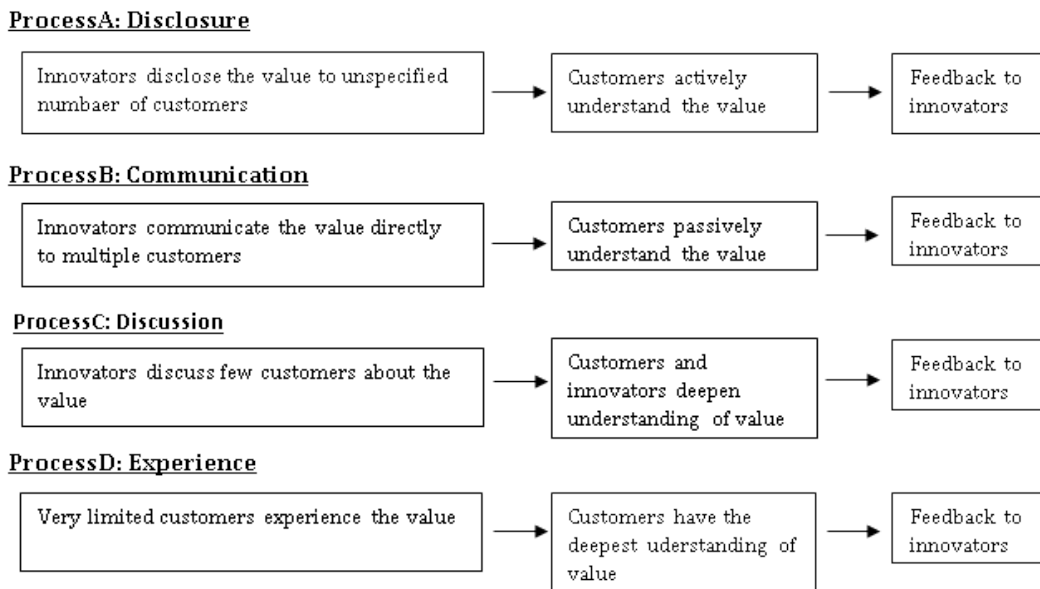 ProcessA: Disclosure
Innovators disclose the value to unspecified
numbaer of customers
Customers actively
understand the value
Feedback to
innovators
ProcessB: Communication
Innovators communicate the value directly
to multiple customers
Customers passively
understand the value
Feedback to
innovators
ProcessC: Discussion
Innovators discuss few customers about the
value
Customers and
innovators deepen
understanding of value
Feedback to
innovators
ProcessD: Experience
Very limited customers experience the value
Customers have the
deepest uderstanding of
value
Feedback to
innovators